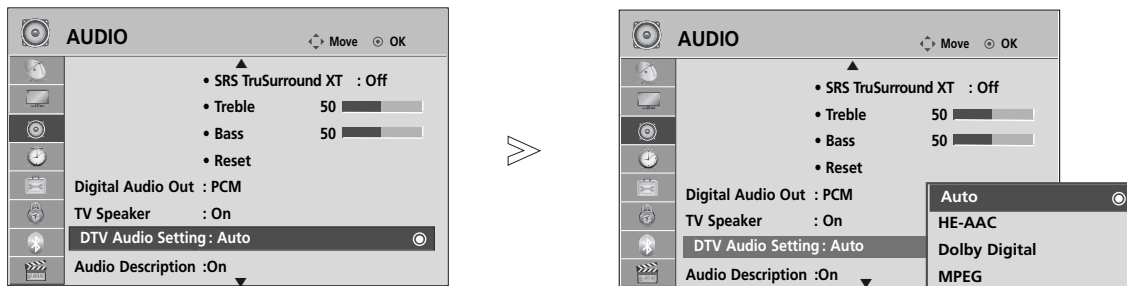 AUDIO
Move OK
• SRS TruSurround XT : Off
• Treble 50
• Bass 50
• Reset
Digital Audio Out : PCM
TV Speaker : On
DTV Audio Setting : Auto
Audio Description :On
>
AUDIO
Move OK
• SRS TruSurround XT : Off
• Treble 50
• Bass 50
• Reset
Digital Audio Out : PCM
TV Speaker : On
DTV Audio Setting : Auto
Audio Description :On
Auto
HE-AAC
Dolby Digital
MPEG